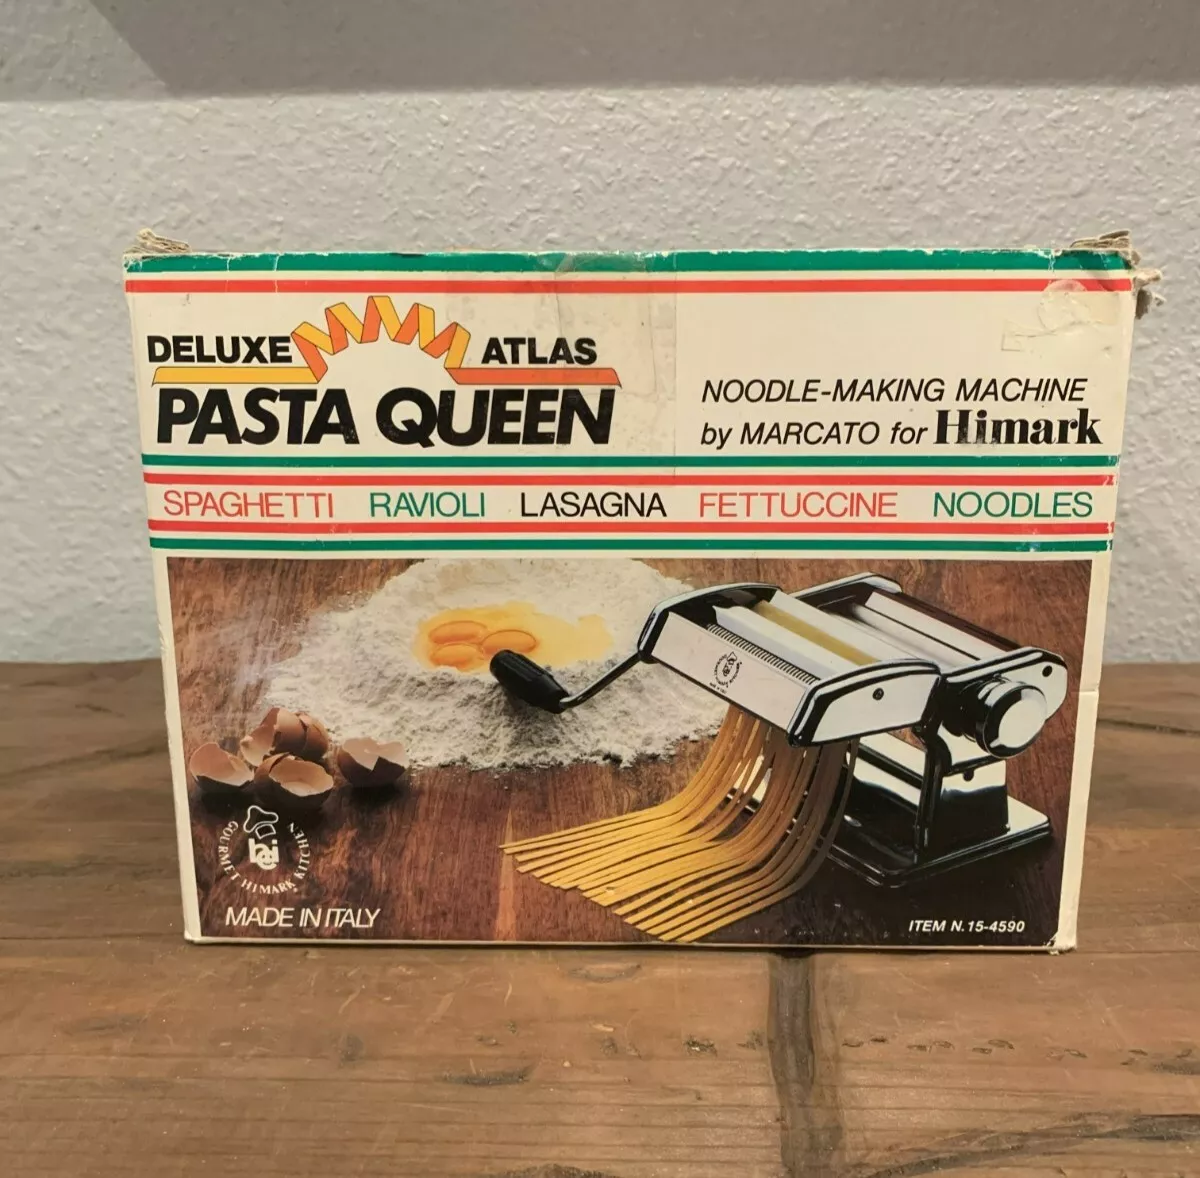 DELUXE ATLAS
PASTA QUEEN
NOODLE-MAKING MACHINE
by MARCATO for Himark
SPAGHETTI RAVIOLI LASAGNA FETTUCCINE NOODLES
GOURMET HIMARK KITCHEN
MADE IN ITALY
ITEM N. 15-4590